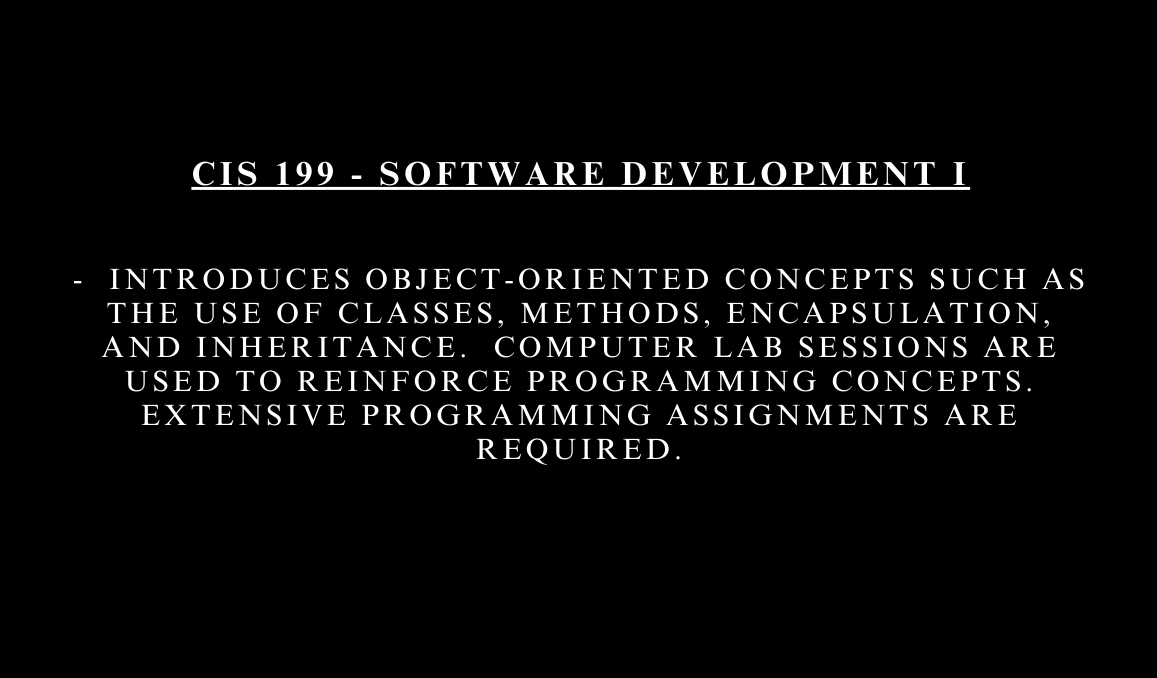 CIS 199 - SOFTWARE DEVELOPMENT I
- INTRODUCES OBJECT-ORIENTED CONCEPTS SUCH AS
THE USE OF CLASSES, METHODS, ENCAPSULATION,
AND INHERITANCE. COMPUTER LAB SESSIONS ARE
USED TO REINFORCE PROGRAMMING CONCEPTS.
EXTENSIVE PROGRAMMING ASSIGNMENTS ARE
REQUIRED.